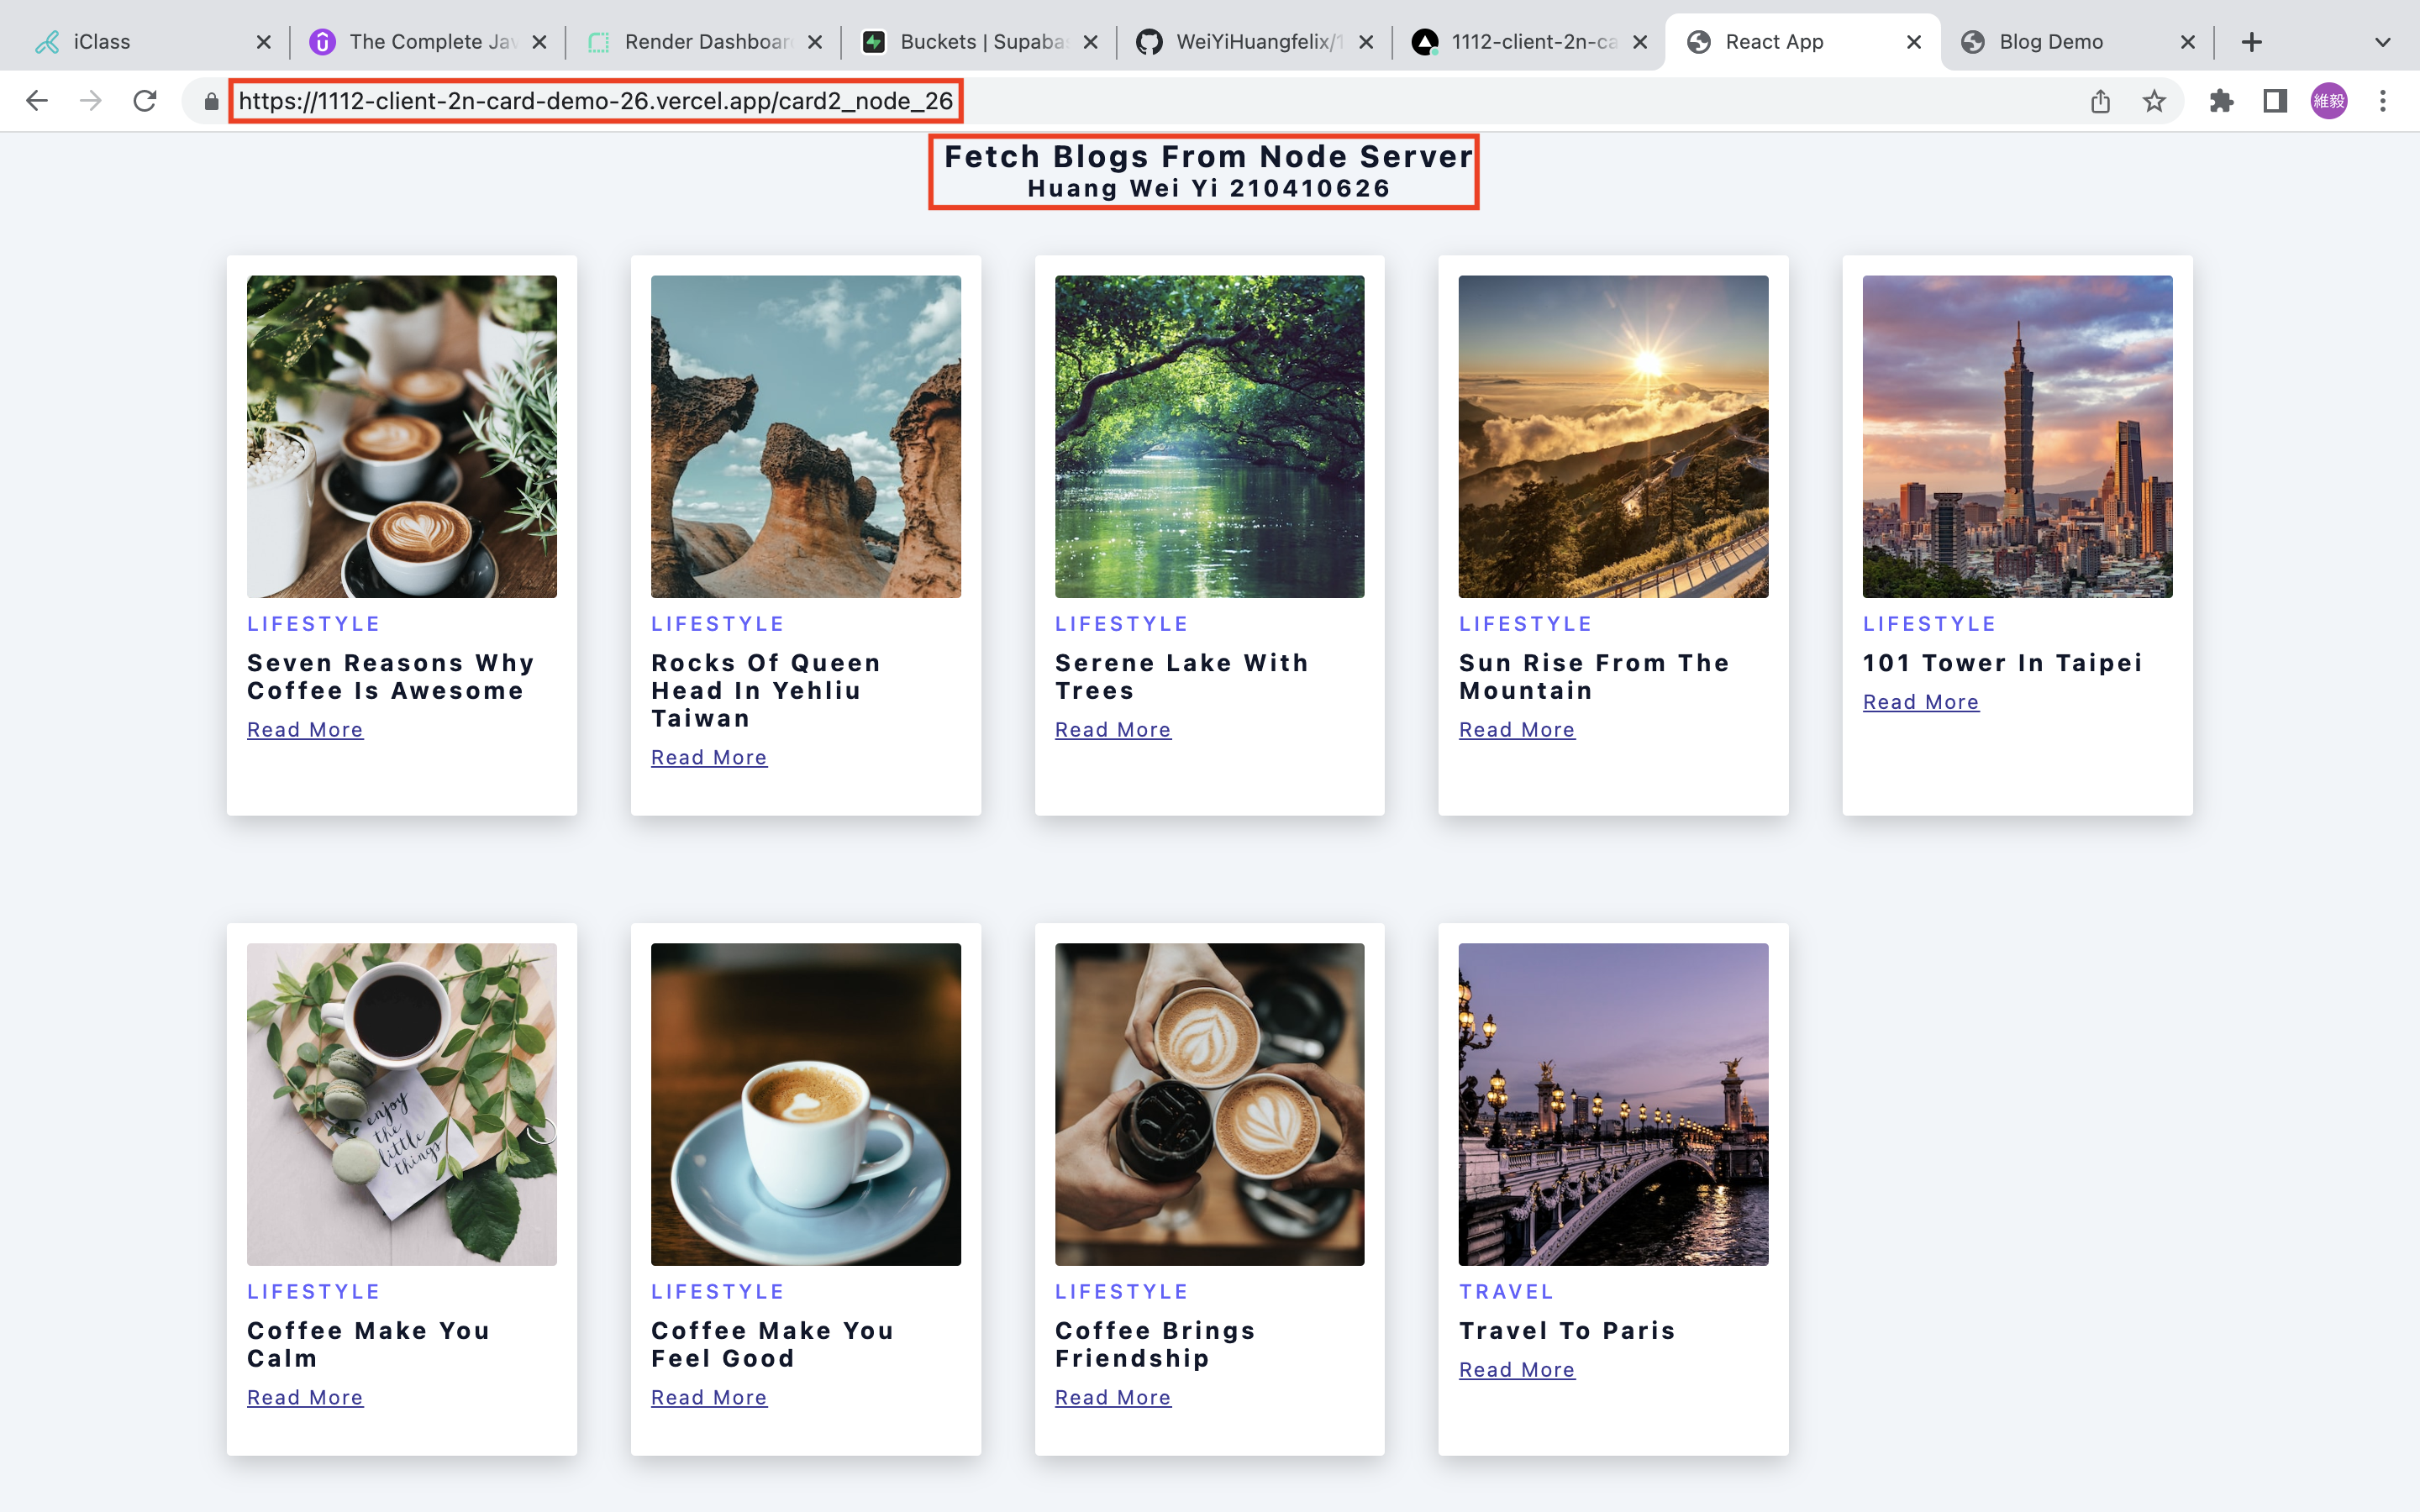 iClass
The Complete Jav
Render Dashboar
Buckets | Supaba
WeiYiHuangfelix/1
1112-client-2n-ca
React App
Blog Demo
https://1112-client-2n-card-demo-26.vercel.app/card2_node_26
維毅
Fetch Blogs From Node Server
Huang Wei Yi 210410626
LIFESTYLE
Seven Reasons Why
Coffee Is Awesome
Read More
LIFESTYLE
Rocks Of Queen
Head In Yehliu
Taiwan
Read More
LIFESTYLE
Serene Lake With
Trees
Read More
LIFESTYLE
Sun Rise From The
Mountain
Read More
LIFESTYLE
101 Tower In Taipei
Read More
enjoy
the
little
things
LIFESTYLE
Coffee Make You
Calm
Read More
LIFESTYLE
Coffee Make You
Feel Good
Read More
LIFESTYLE
Coffee Brings
Friendship
Read More
TRAVEL
Travel To Paris
Read More